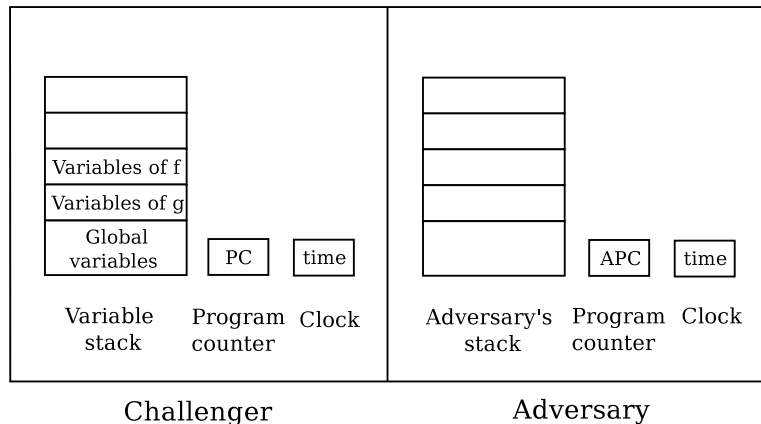 Variables of f
Variables of g
Global
variables
PC
time
Variable
stack
Program
counter
Clock
Challenger
APC
time
Adversary's
stack
Program
counter
Clock
Adversary